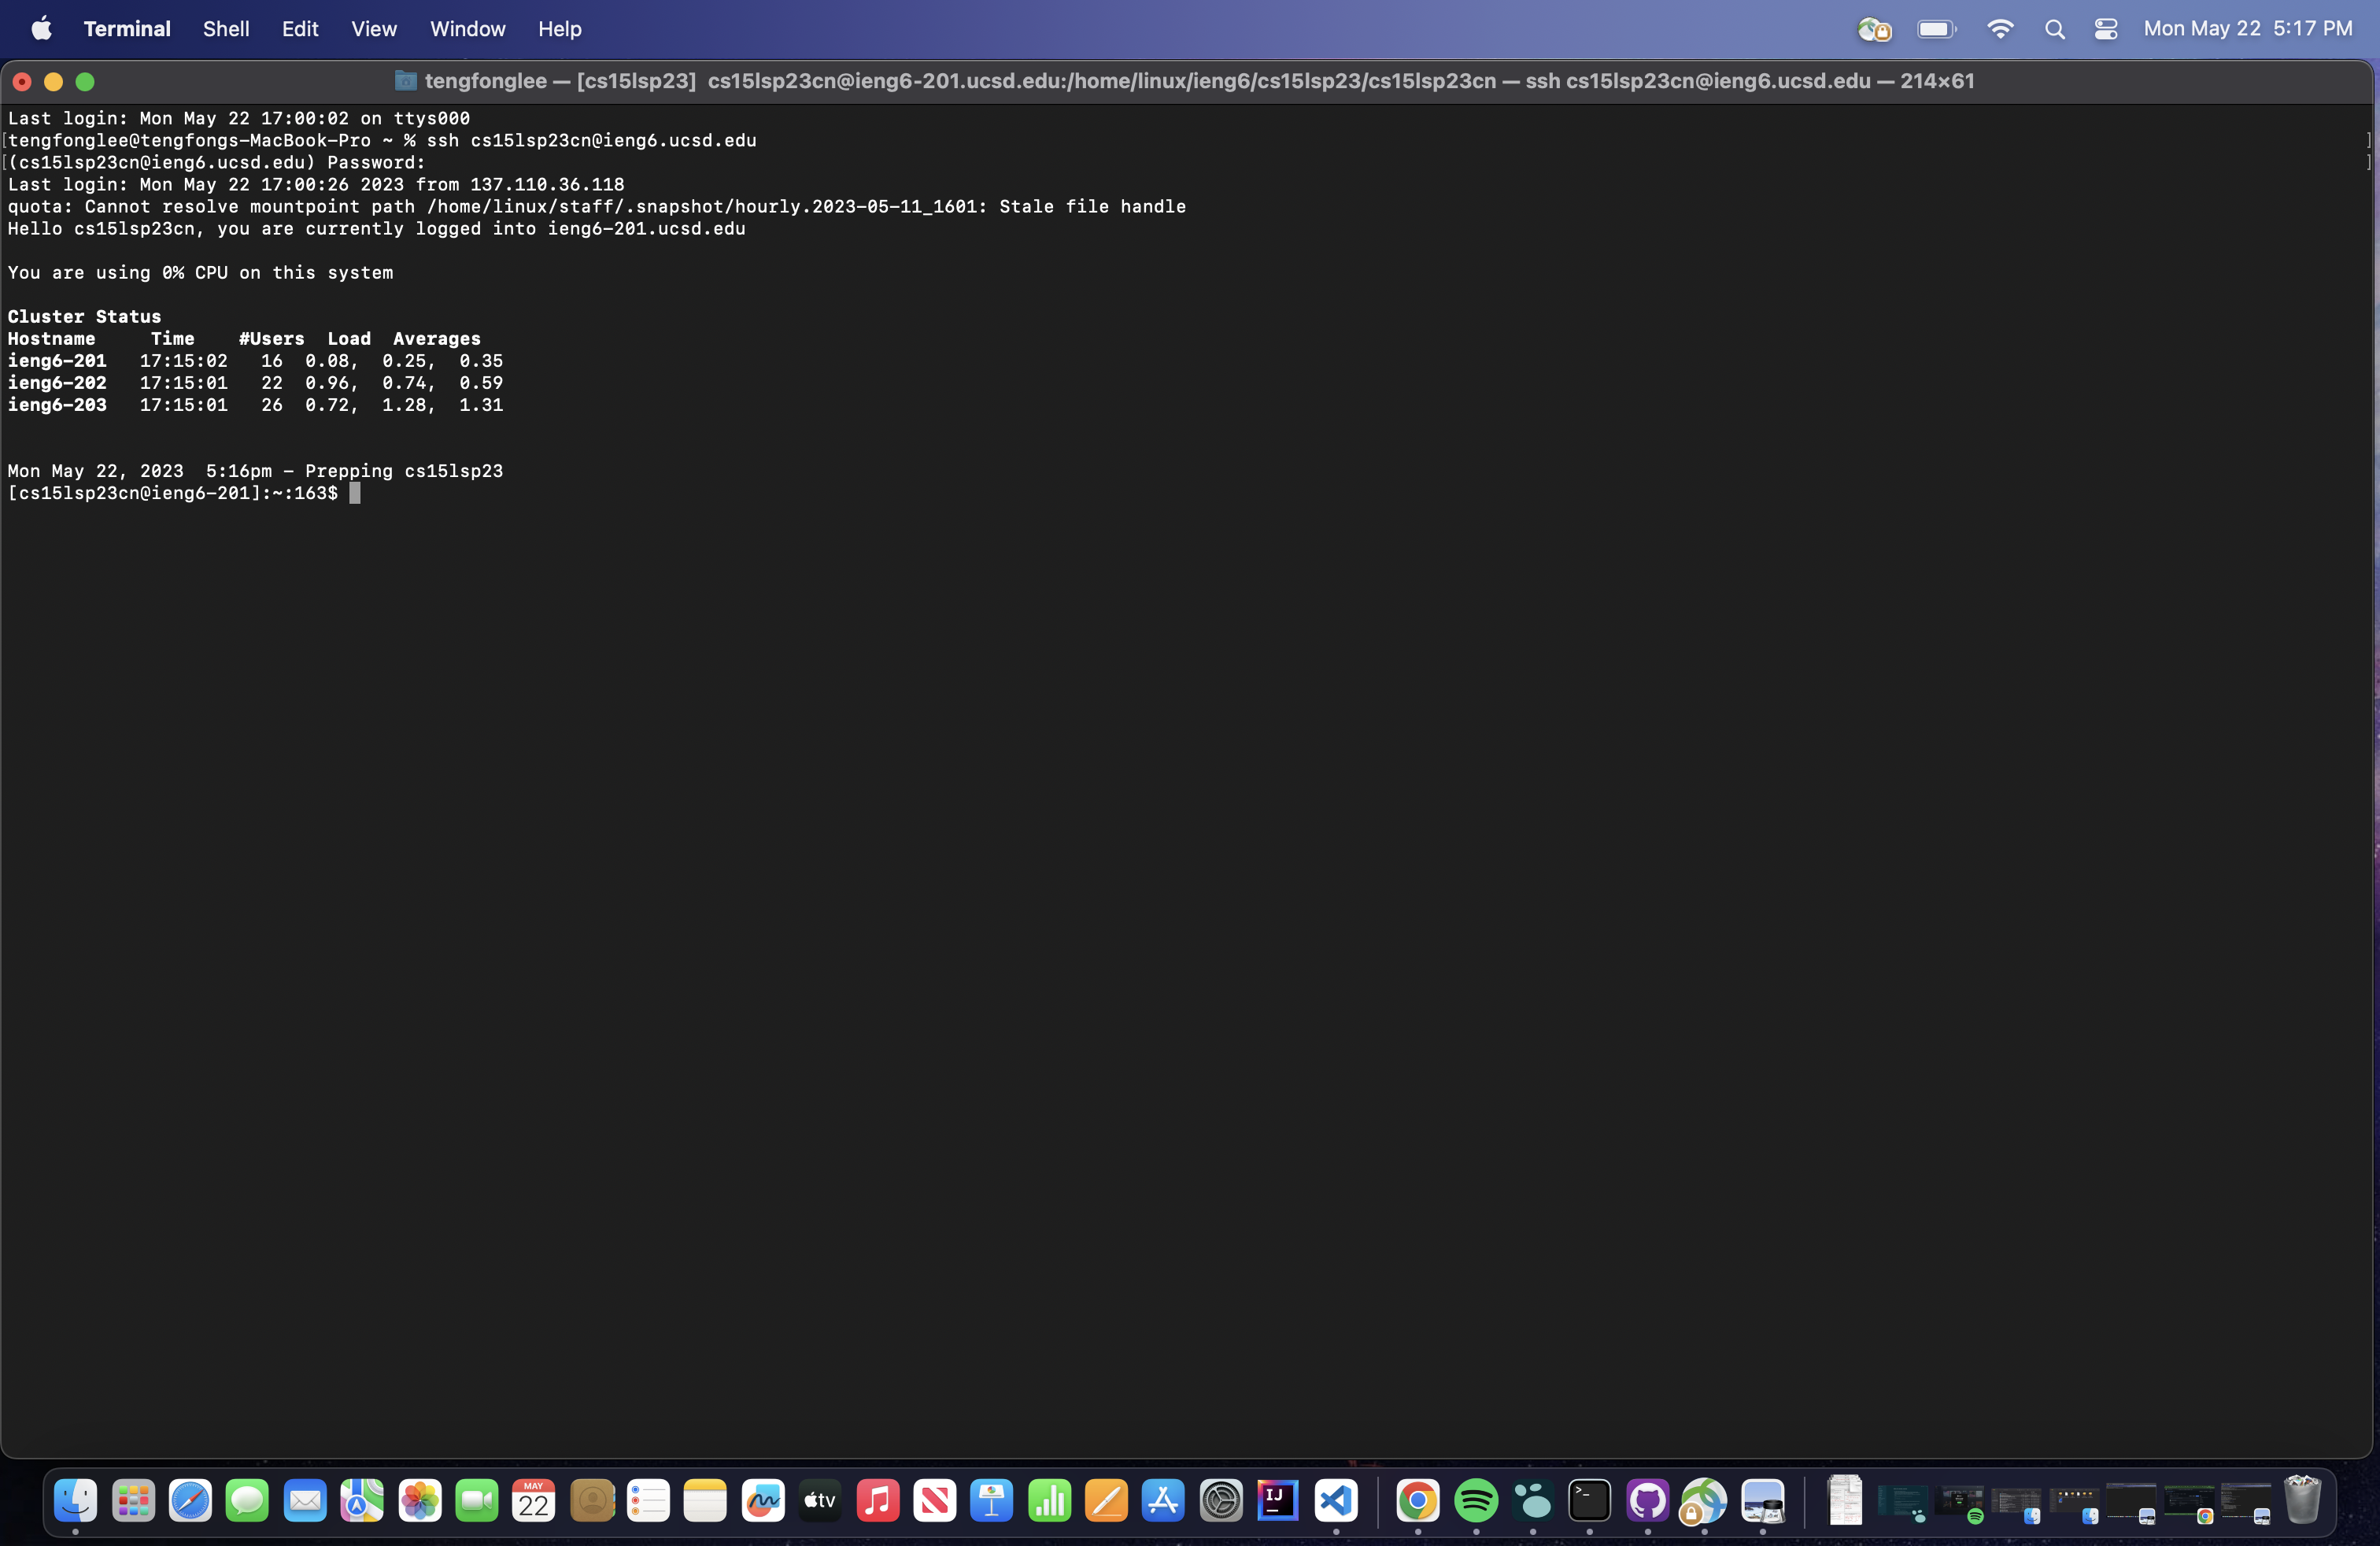 Terminal Shell Edit View Window Help Mon May 22 5:17 PM
tengfonglee — [cs15lsp23] cs15lsp23cn@ieng6-201.ucsd.edu:/home/linux/ieng6/cs15lsp23/cs15lsp23cn — ssh cs15lsp23cn@ieng6.ucsd.edu — 214×61
Last login: Mon May 22 17:00:02 on ttys000
[tengfonglee@tengfongs-MacBook-Pro ~ % ssh cs15lsp23cn@ieng6.ucsd.edu ]
[(cs15lsp23cn@ieng6.ucsd.edu) Password: ]
Last login: Mon May 22 17:00:26 2023 from 137.110.36.118
quota: Cannot resolve mountpoint path /home/linux/staff/.snapshot/hourly.2023-05-11_1601: Stale file handle
Hello cs15lsp23cn, you are currently logged into ieng6-201.ucsd.edu
You are using 0% CPU on this system
Cluster Status
Hostname Time #Users Load Averages
ieng6-201 17:15:02 16 0.08, 0.25, 0.35
ieng6-202 17:15:01 22 0.96, 0.74, 0.59
ieng6-203 17:15:01 26 0.72, 1.28, 1.31
Mon May 22, 2023 5:16pm - Prepping cs15lsp23
[cs15lsp23cn@ieng6-201]:~:163$
MAY
22
tv
IJ
>_